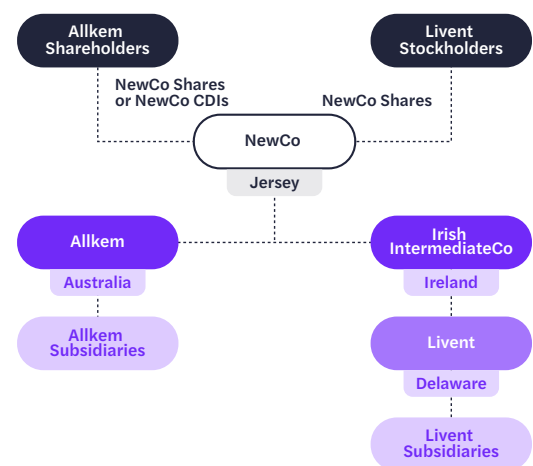 Allkem
Shareholders
Livent
Stockholders
NewCo Shares
or NewCo CDIs
NewCo Shares
NewCo
Jersey
Allkem
Irish
IntermediateCo
Australia
Ireland
Allkem
Subsidiaries
Livent
Delaware
Livent
Subsidiaries